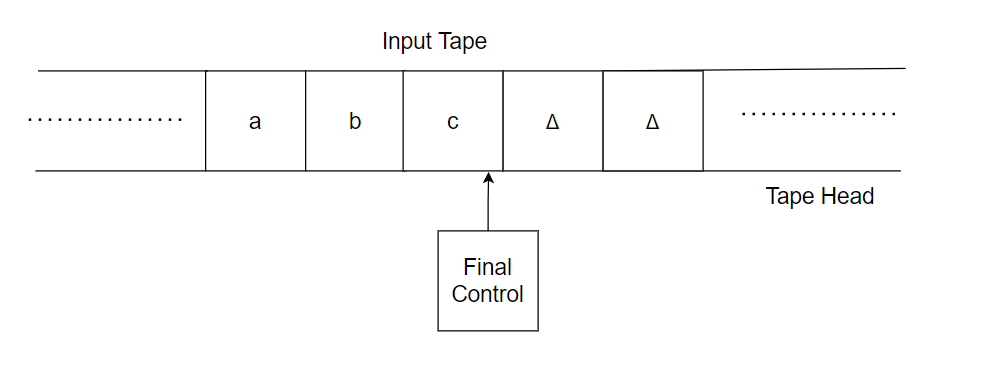 Input Tape
................ a b c Δ Δ ................
Tape Head
Final
Control